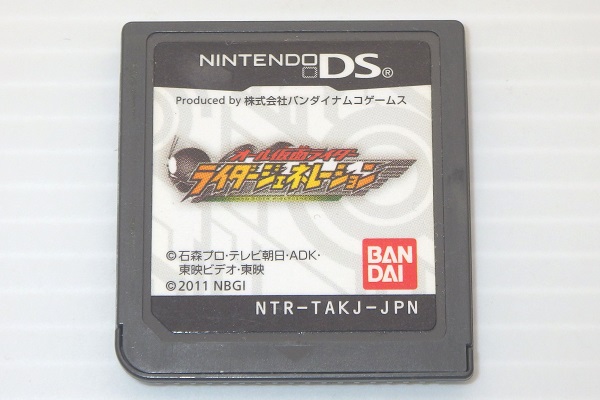 NINTENDO DS®
Produced by 株式会社バンダイナムコゲームス
オール仮面ライダー
ライダージェネレーション
©石森プロ・テレビ朝日・ADK・
東映ビデオ・東映
©2011 NBGI
BAN
DAI
NTR-TAKJ-JPN